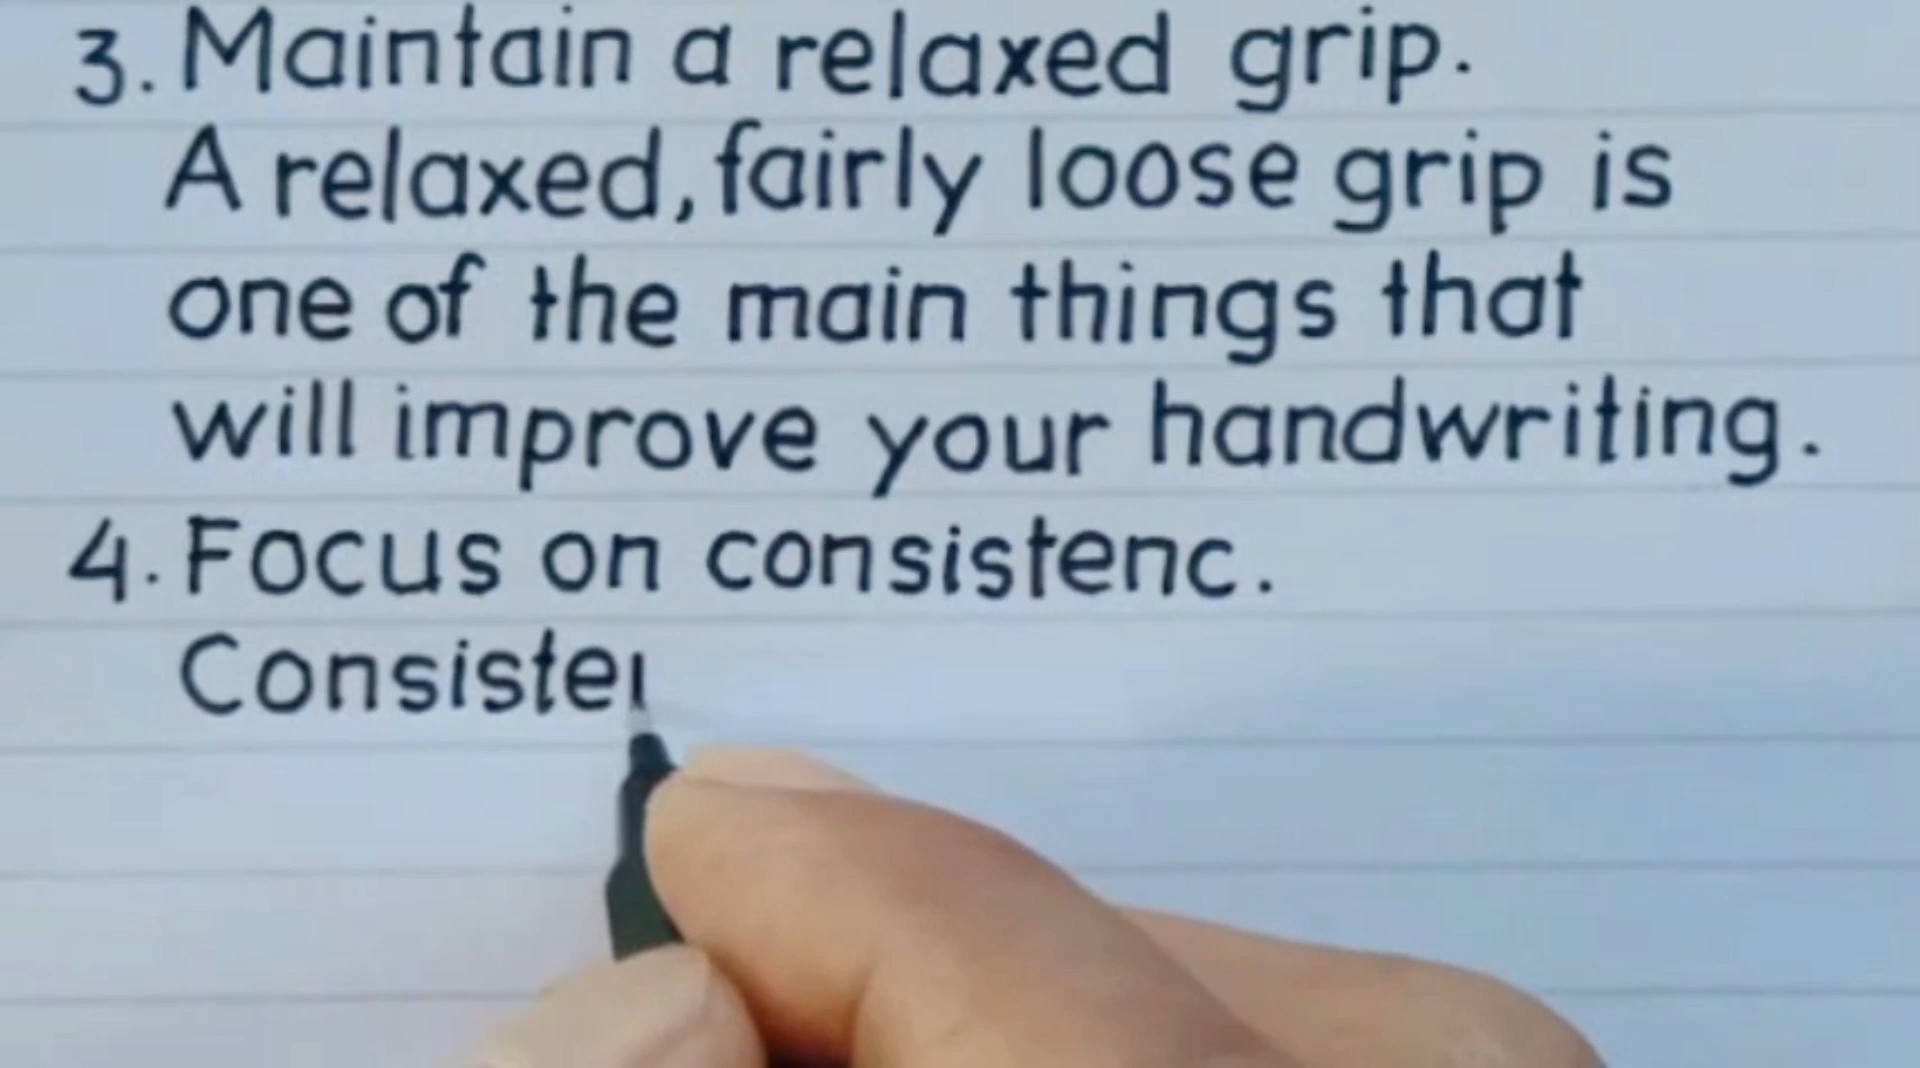 3. Maintain a relaxed grip.
A relaxed, fairly loose grip is
one of the main things that
will improve your handwriting.
4. Focus on consistenc.
Consiste